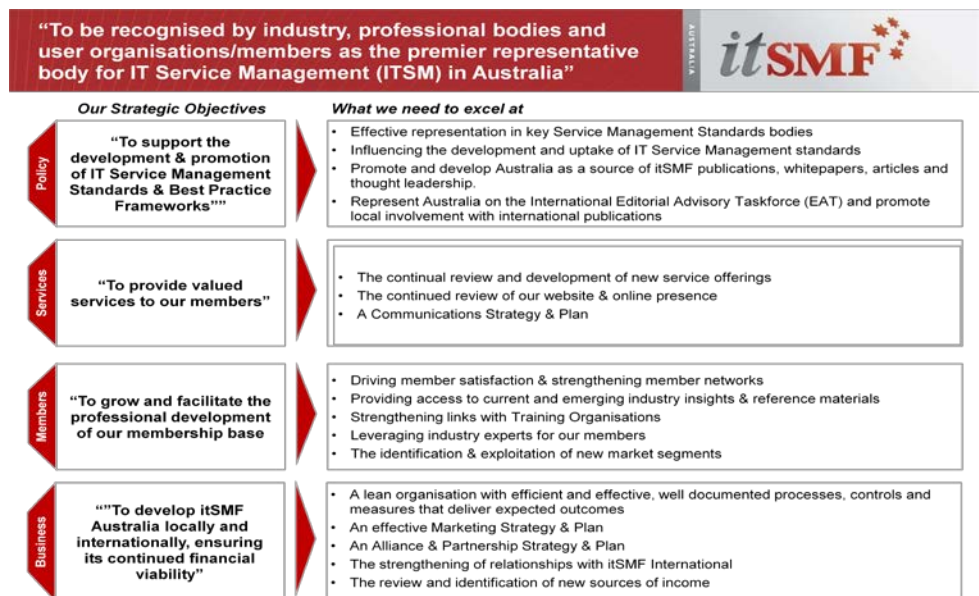 “To be recognised by industry, professional bodies and
user organisations/members as the premier representative
body for IT Service Management (ITSM) in Australia”
AUSTRALIA
itSMF
Our Strategic Objectives
What we need to excel at
Policy
“To support the
development & promotion
of IT Service Management
Standards & Best Practice
Frameworks””
• Effective representation in key Service Management Standards bodies
• Influencing the development and uptake of IT Service Management standards
• Promote and develop Australia as a source of itSMF publications, whitepapers, articles and
thought leadership.
• Represent Australia on the International Editorial Advisory Taskforce (EAT) and promote
local involvement with international publications
Services
“To provide valued
services to our members”
• The continual review and development of new service offerings
• The continued review of our website & online presence
• A Communications Strategy & Plan
Members
“To grow and facilitate the
professional development
of our membership base
• Driving member satisfaction & strengthening member networks
• Providing access to current and emerging industry insights & reference materials
• Strengthening links with Training Organisations
• Leveraging industry experts for our members
• The identification & exploitation of new market segments
Business
“”To develop itSMF
Australia locally and
internationally, ensuring
its continued financial
viability”
• A lean organisation with efficient and effective, well documented processes, controls and
measures that deliver expected outcomes
• An effective Marketing Strategy & Plan
• An Alliance & Partnership Strategy & Plan
• The strengthening of relationships with itSMF International
• The review and identification of new sources of income